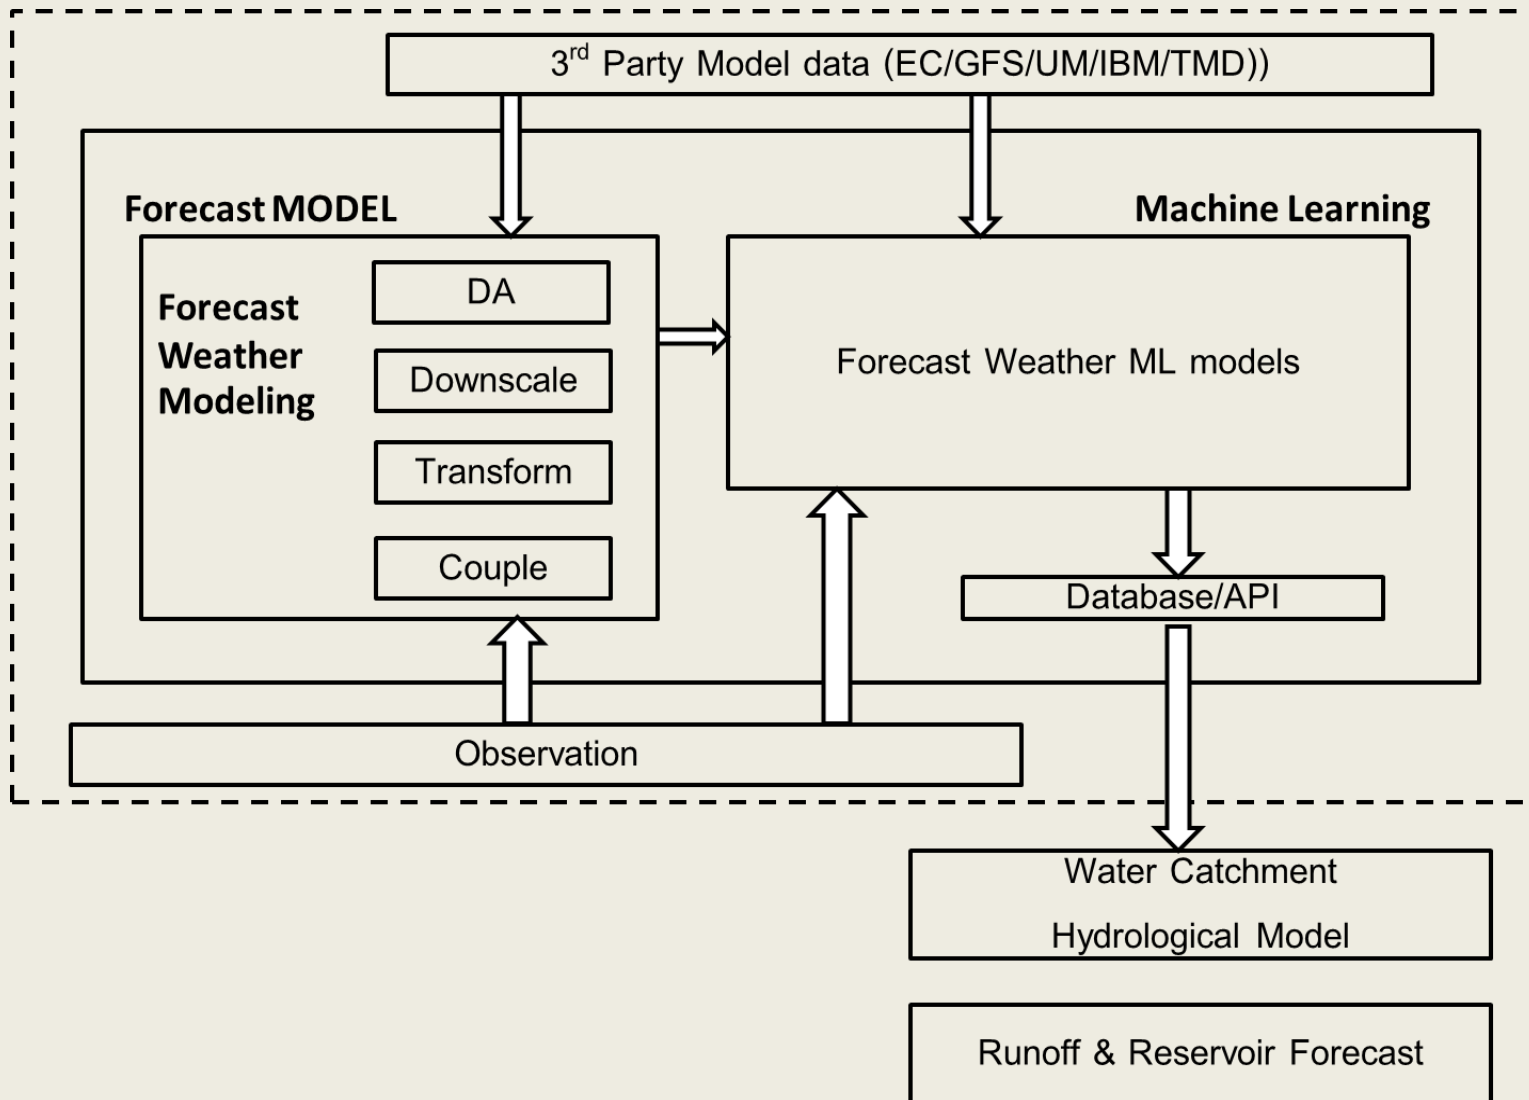 3rd Party Model data (EC/GFS/UM/IBM/TMD))
Forecast MODEL
Machine Learning
Forecast
Weather
Modeling
DA
Downscale
Transform
Couple
Forecast Weather ML models
Database/API
Observation
Water Catchment
Hydrological Model
Runoff & Reservoir Forecast